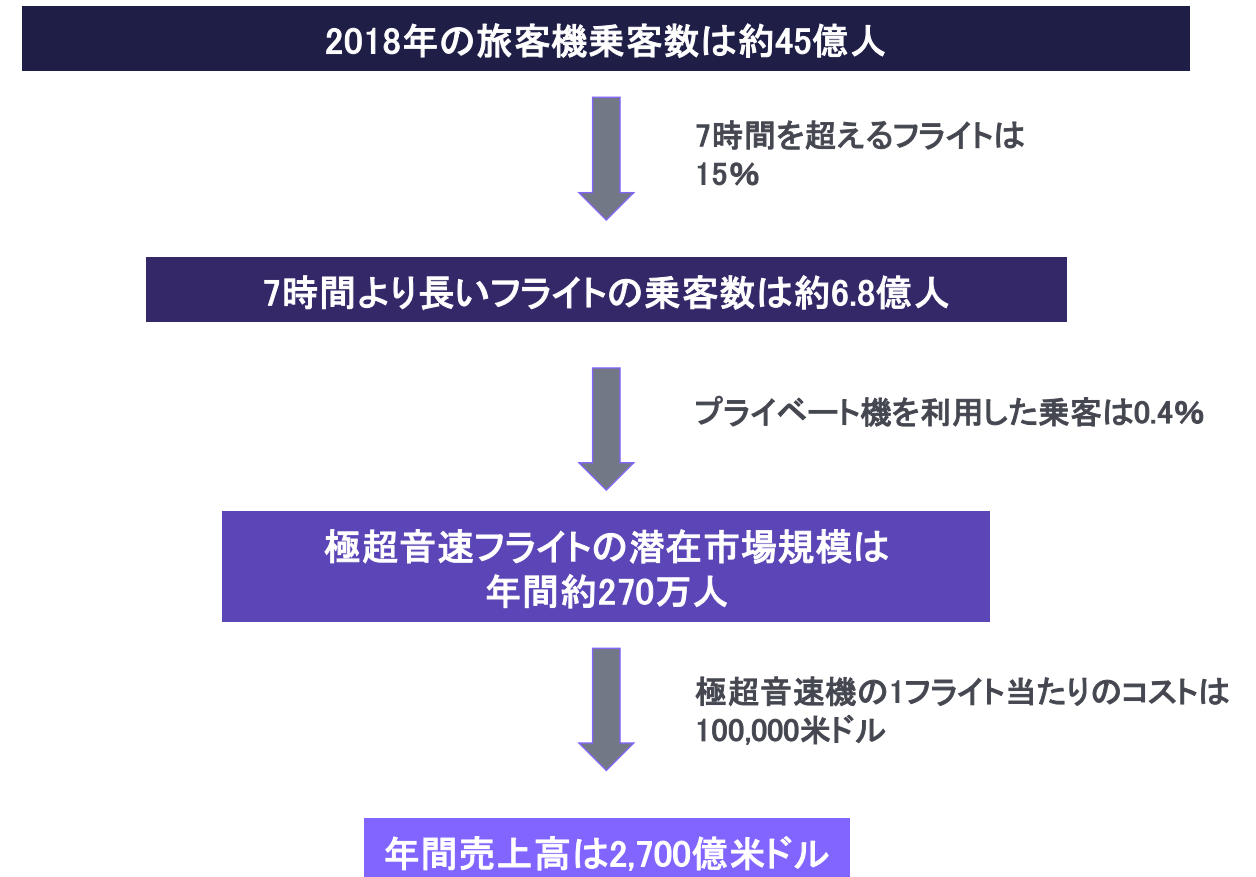 2018年の旅客機乗客数は約45億人
7時間を超えるフライトは
15%
7時間より長いフライトの乗客数は約6.8億人
プライベート機を利用した乗客は0.4%
極超音速フライトの潜在市場規模は
年間約270万人
極超音速機の1フライト当たりのコストは
100,000米ドル
年間売上高は2,700億米ドル